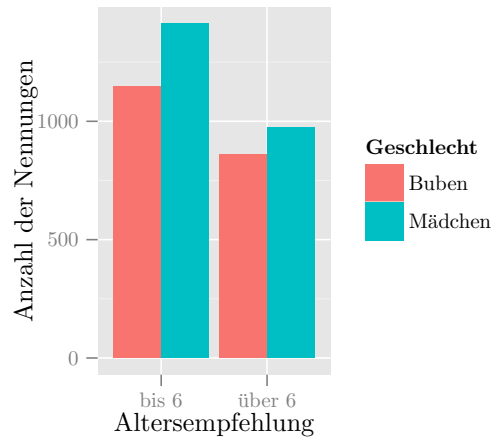 Anzahl der Nennungen
1000
500
0
bis 6
über 6
Altersempfehlung
Geschlecht
Buben
Mädchen